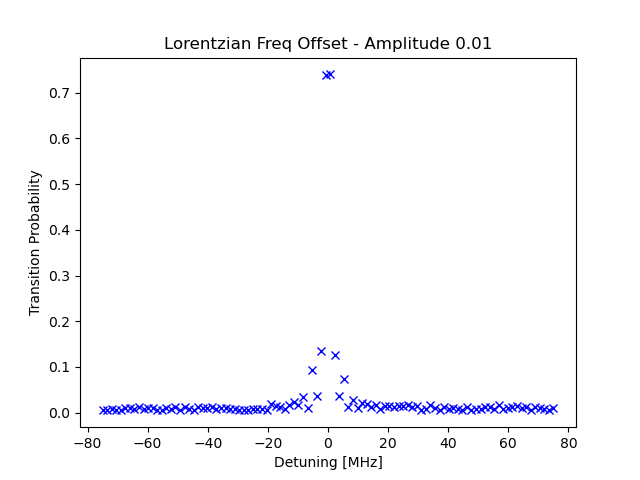 Lorentzian Freq Offset - Amplitude 0.01
0.7
0.6
0.5
0.4
0.3
0.2
0.1
0.0
Transition Probability
−80 −60 −40 −20 0 20 40 60 80
Detuning [MHz]